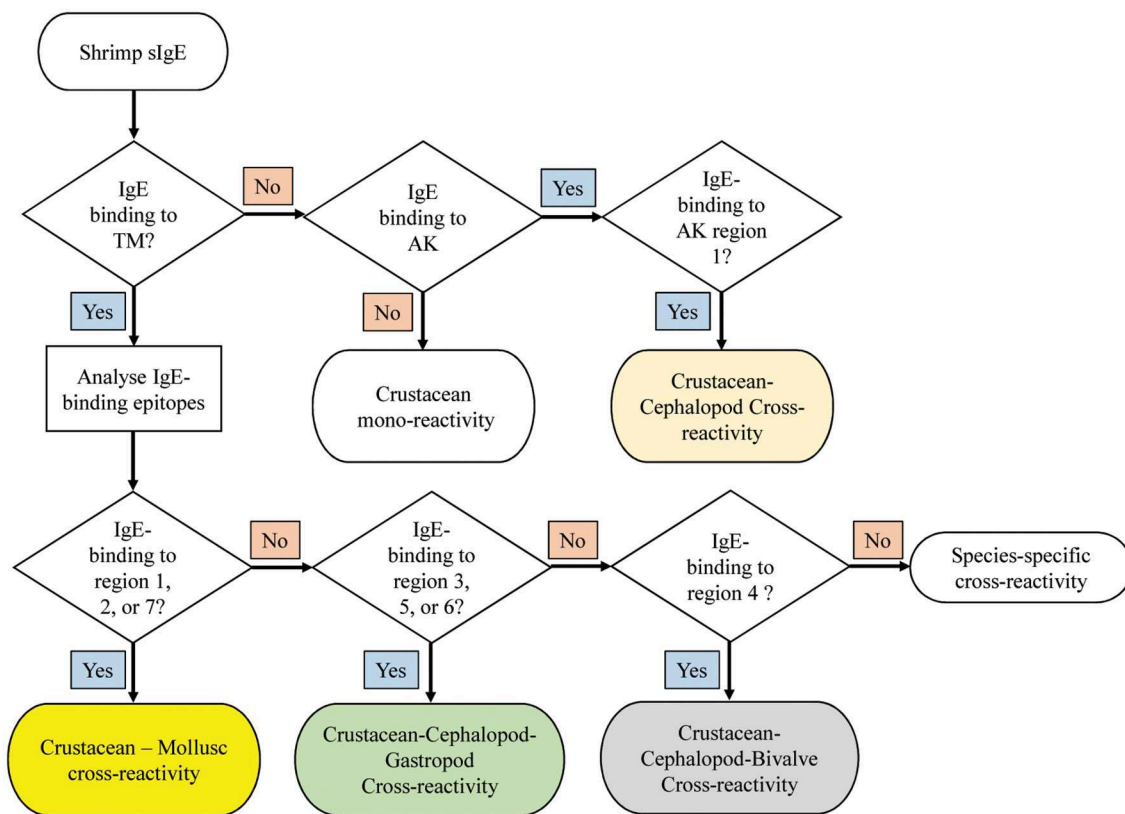 Shrimp sIgE
IgE
binding to
TM?
No
IgE
binding to
AK
Yes
IgE-
binding to
AK region
1?
Yes
No
Yes
Analyse IgE-
binding epitopes
Crustacean
mono-reactivity
Crustacean-
Cephalopod Cross-
reactivity
IgE-
binding to
region 1,
2, or 7?
No
IgE-
binding to
region 3,
5, or 6?
No
IgE-
binding to
region 4 ?
No
Species-specific
cross-reactivity
Yes
Yes
Yes
Crustacean – Mollusc
cross-reactivity
Crustacean-Cephalopod-
Gastropod
Cross-reactivity
Crustacean-
Cephalopod-Bivalve
Cross-reactivity